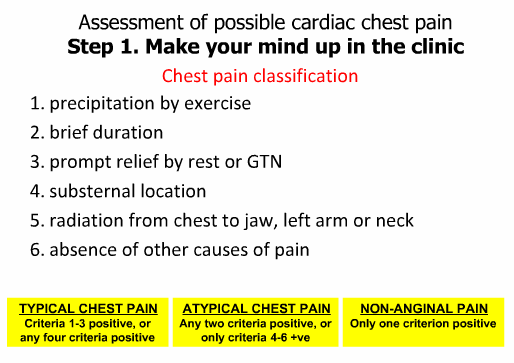 Assessment of possible cardiac chest pain
Step 1. Make your mind up in the clinic
Chest pain classification
1. precipitation by exercise
2. brief duration
3. prompt relief by rest or GTN
4. substernal location
5. radiation from chest to jaw, left arm or neck
6. absence of other causes of pain
TYPICAL CHEST PAIN
Criteria 1-3 positive, or
any four criteria positive
ATYPICAL CHEST PAIN
Any two criteria positive, or
only criteria 4-6 +ve
NON-ANGINAL PAIN
Only one criterion positive